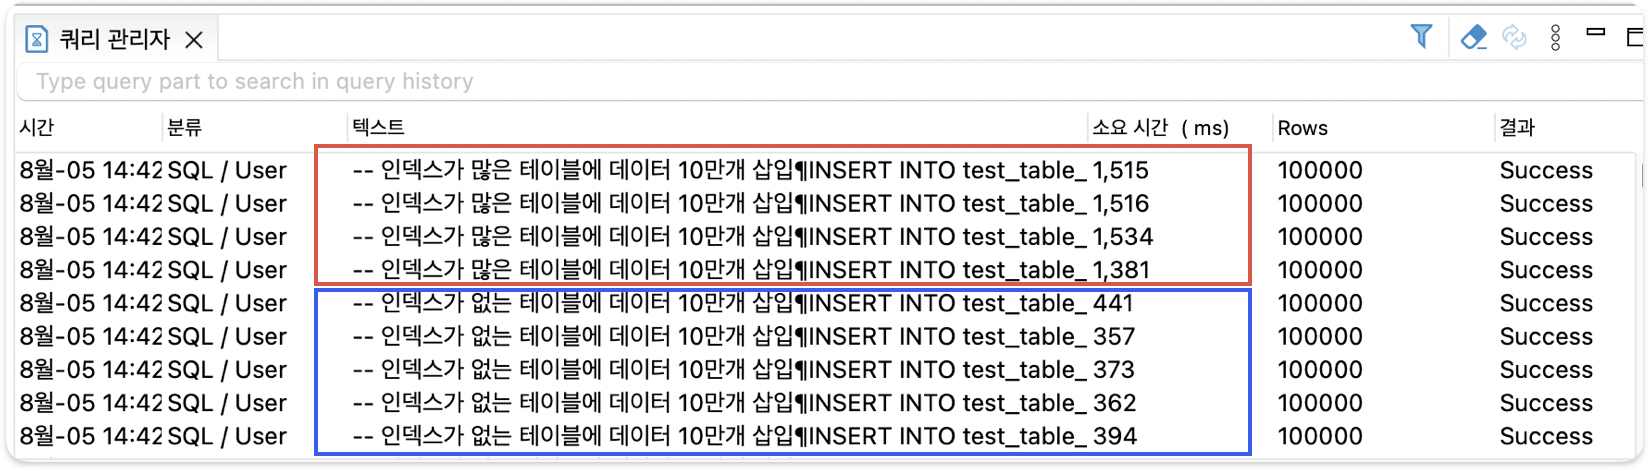 쿼리 관리자
Type query part to search in query history
시간 분류 텍스트 소요 시간 ( ms) Rows 결과
8월-05 14:42 SQL / User -- 인덱스가 많은 테이블에 데이터 10만개 삽입¶INSERT INTO test_table_ 1,515 100000 Success
8월-05 14:42 SQL / User -- 인덱스가 많은 테이블에 데이터 10만개 삽입¶INSERT INTO test_table_ 1,516 100000 Success
8월-05 14:42 SQL / User -- 인덱스가 많은 테이블에 데이터 10만개 삽입¶INSERT INTO test_table_ 1,534 100000 Success
8월-05 14:42 SQL / User -- 인덱스가 많은 테이블에 데이터 10만개 삽입¶INSERT INTO test_table_ 1,381 100000 Success
8월-05 14:42 SQL / User -- 인덱스가 없는 테이블에 데이터 10만개 삽입¶INSERT INTO test_table_ 441 100000 Success
8월-05 14:42 SQL / User -- 인덱스가 없는 테이블에 데이터 10만개 삽입¶INSERT INTO test_table_ 357 100000 Success
8월-05 14:42 SQL / User -- 인덱스가 없는 테이블에 데이터 10만개 삽입¶INSERT INTO test_table_ 373 100000 Success
8월-05 14:42 SQL / User -- 인덱스가 없는 테이블에 데이터 10만개 삽입¶INSERT INTO test_table_ 362 100000 Success
8월-05 14:42 SQL / User -- 인덱스가 없는 테이블에 데이터 10만개 삽입¶INSERT INTO test_table_ 394 100000 Success